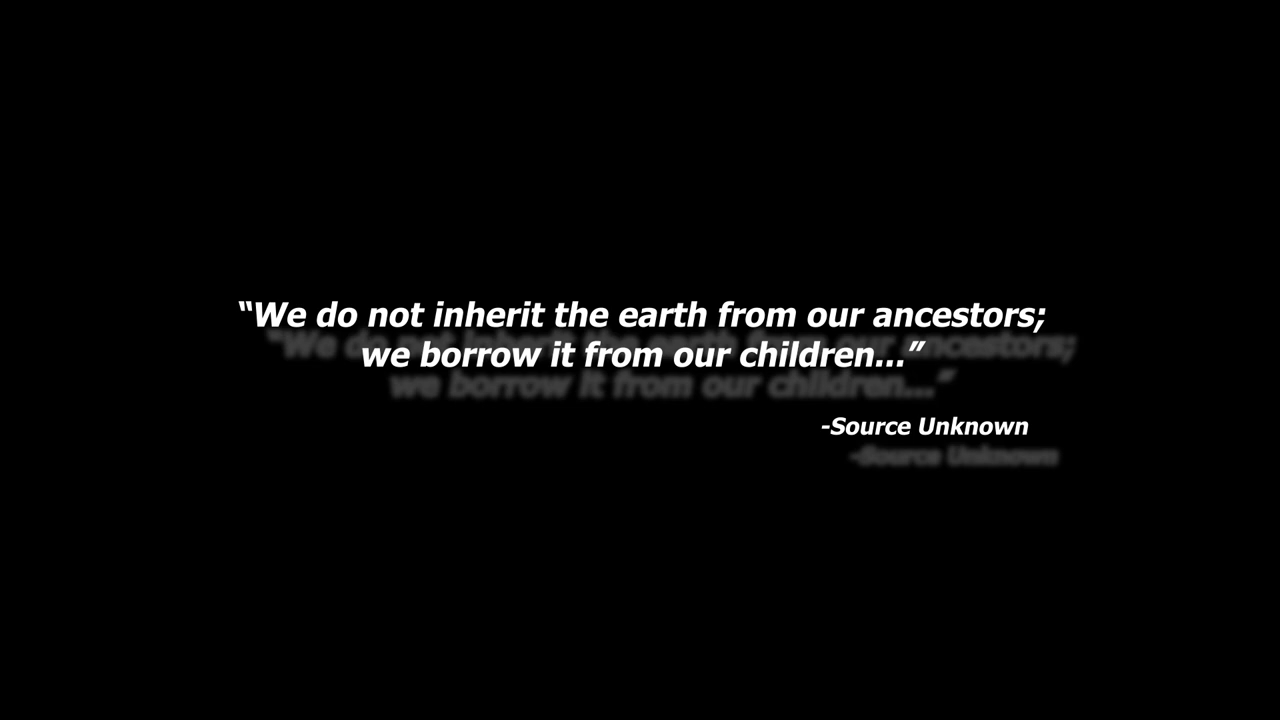 “We do not inherit the earth from our ancestors;
we borrow it from our children...”
-Source Unknown